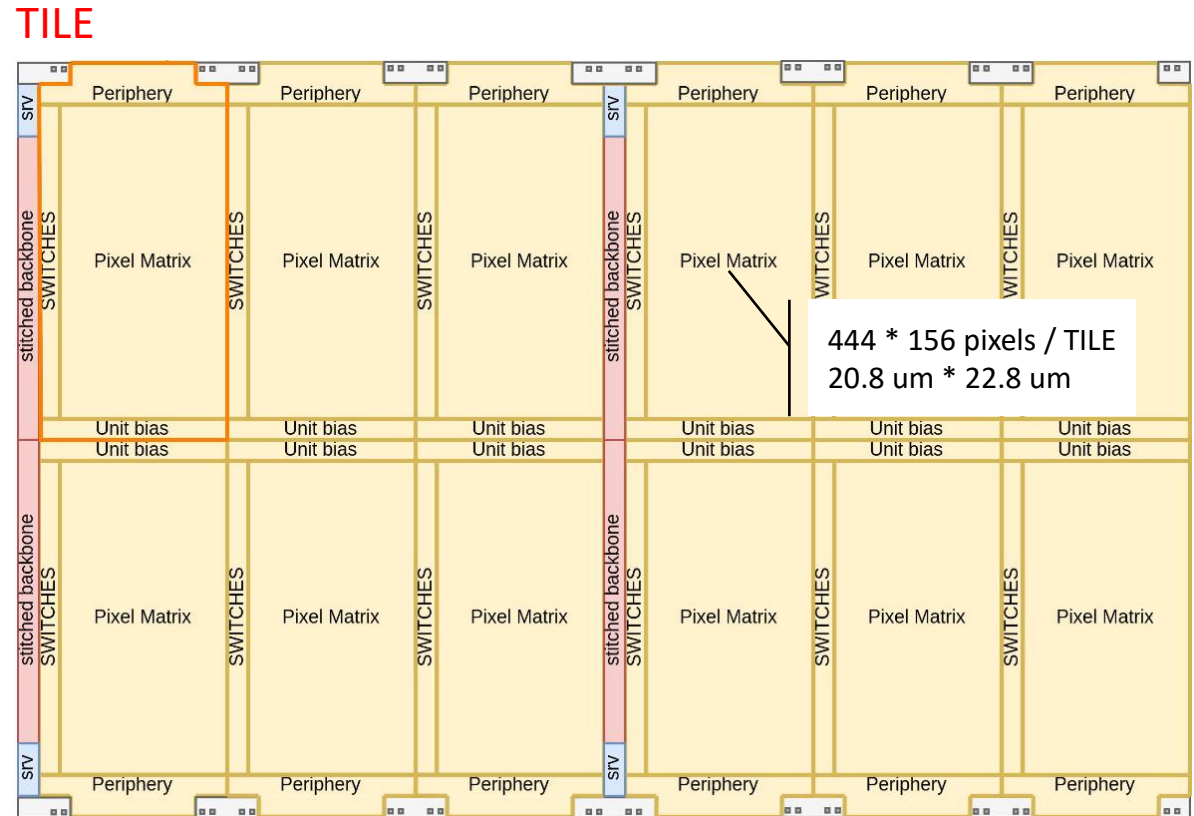 TILE
Periphery Periphery Periphery Periphery Periphery Periphery
srv srv
stitched backbone SWITCHES Pixel Matrix SWITCHES Pixel Matrix SWITCHES Pixel Matrix stitched backbone SWITCHES Pixel Matrix WITCHES Pixel Matrix WITCHES Pixel Matrix
444 * 156 pixels / TILE
20.8 um * 22.8 um
Unit bias Unit bias Unit bias Unit bias Unit bias Unit bias
Unit bias Unit bias Unit bias Unit bias Unit bias Unit bias
stitched backbone SWITCHES Pixel Matrix SWITCHES Pixel Matrix SWITCHES Pixel Matrix stitched backbone SWITCHES Pixel Matrix SWITCHES Pixel Matrix SWITCHES Pixel Matrix
srv srv
Periphery Periphery Periphery Periphery Periphery Periphery